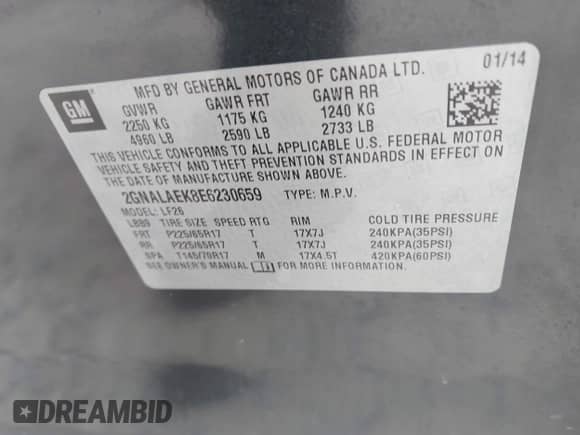 01/14
GM
MFD BY GENERAL MOTORS OF CANADA LTD.
GVWR GAWR FRT GAWR RR
2250 KG 1175 KG 1240 KG
4960 LB 2590 LB 2733 LB
THIS VEHICLE CONFORMS TO ALL APPLICABLE U.S. FEDERAL MOTOR
VEHICLE SAFETY AND THEFT PREVENTION STANDARDS IN EFFECT ON
THE DATE OF MANUFACTURE SHOWN ABOVE.
2GNALAEK8E6230659 TYPE: M.P.V.
MODEL: LF26
LBB9 TIRE SIZE SPEED RTG RIM COLD TIRE PRESSURE
FRT P225/65R17 T 17X7J 240KPA(35PSI)
RR P225/65R17 T 17X7J 240KPA(35PSI)
SPA T145/70R17 M 17X4.5T 420KPA(60PSI)
SEE OWNER'S MANUAL FOR MORE INFORMATION.
DREAMBID